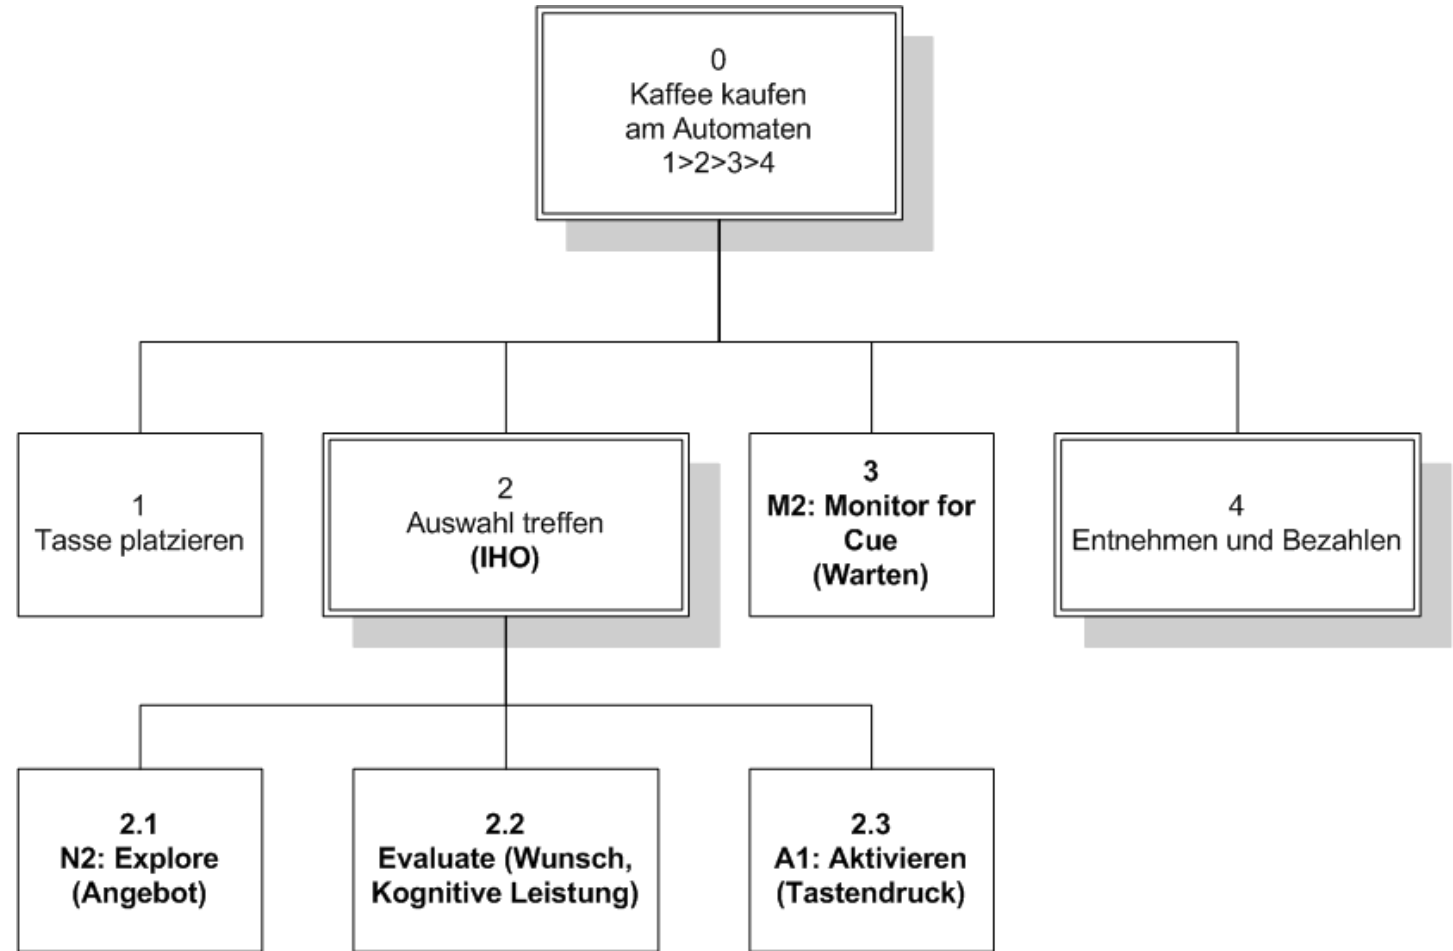 0
Kaffee kaufen
am Automaten
1>2>3>4
1
Tasse platzieren
2
Auswahl treffen
(IHO)
3
M2: Monitor for
Cue
(Warten)
4
Entnehmen und Bezahlen
2.1
N2: Explore
(Angebot)
2.2
Evaluate (Wunsch,
Kognitive Leistung)
2.3
A1: Aktivieren
(Tastendruck)